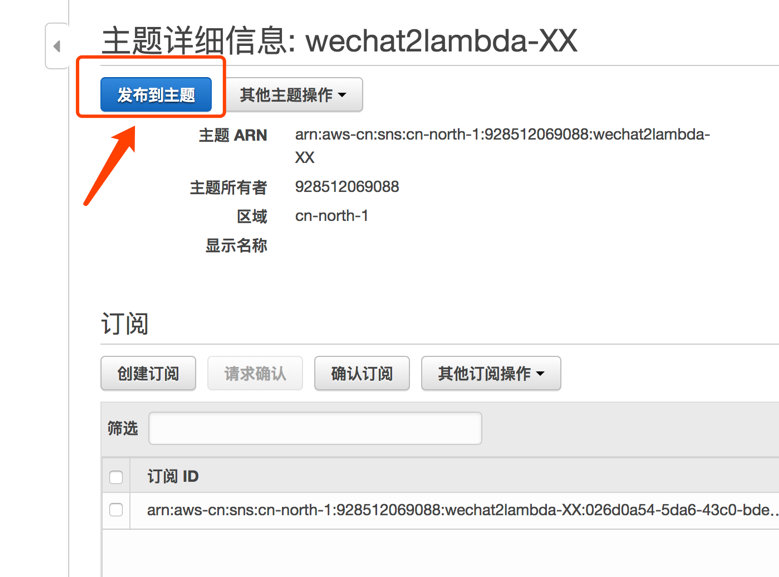 主题详细信息: wechat2lambda-XX
发布到主题 其他主题操作
主题 ARN arn:aws-cn:sns:cn-north-1:928512069088:wechat2lambda-
XX
主题所有者 928512069088
区域 cn-north-1
显示名称
订阅
创建订阅 请求确认 确认订阅 其他订阅操作
筛选
订阅 ID
arn:aws-cn:sns:cn-north-1:928512069088:wechat2lambda-XX:026d0a54-5da6-43c0-bde...